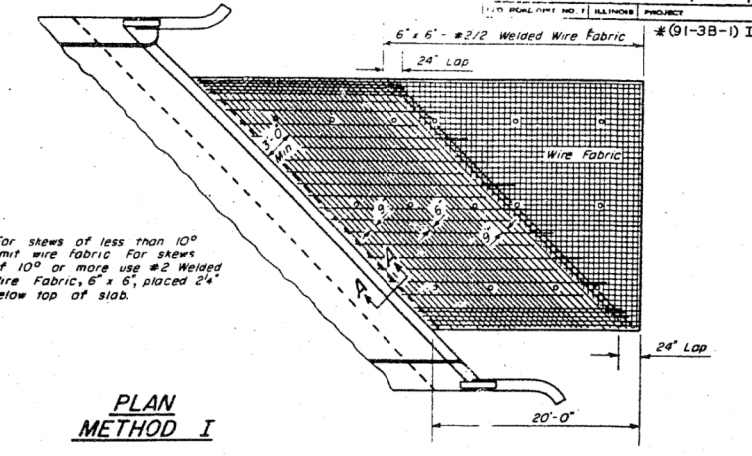 ILLINOIS PROJECT
6" x 6" - #2/2 Welded Wire Fabric
*(91-3B-1) I
24" Lap
Wire Fabric
3'-0"
Min
9"
6"
9"
For skews of less than 10°
omit wire fabric For skews
of 10° or more use #2 Welded
Wire Fabric, 6" x 6", placed 2¼"
below top of slab.
A
A
24" Lap
20'-0"
PLAN
METHOD I